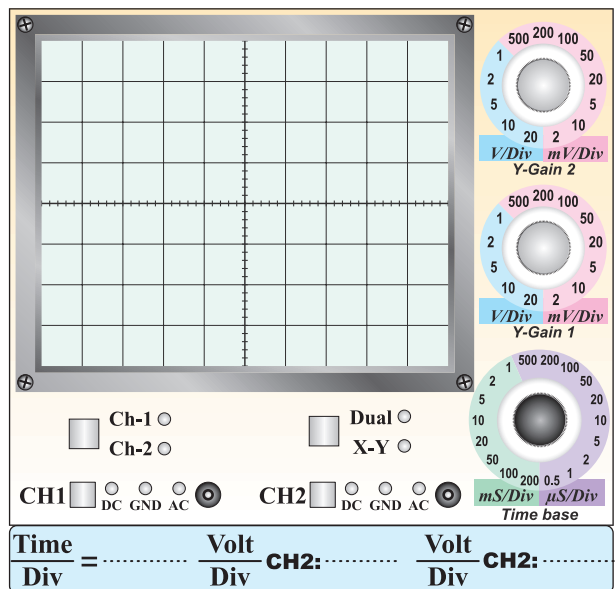 500 200 100
1 50
2 20
5 5
10 10
20 2
V/Div mV/Div
Y-Gain 2
500 200 100
1 50
2 20
5 5
10 10
20 2
V/Div mV/Div
Y-Gain 1
500 200
1 100
2 50
5 20
10 10
20 5
50 2
100 200 0.5 1
mS/Div µS/Div
Time base
Ch-1
Ch-2
Dual
X-Y
CH1 DC GND AC
CH2 DC GND AC
Time/Div = ............ Volt/Div CH2: ............ Volt/Div CH2: ............